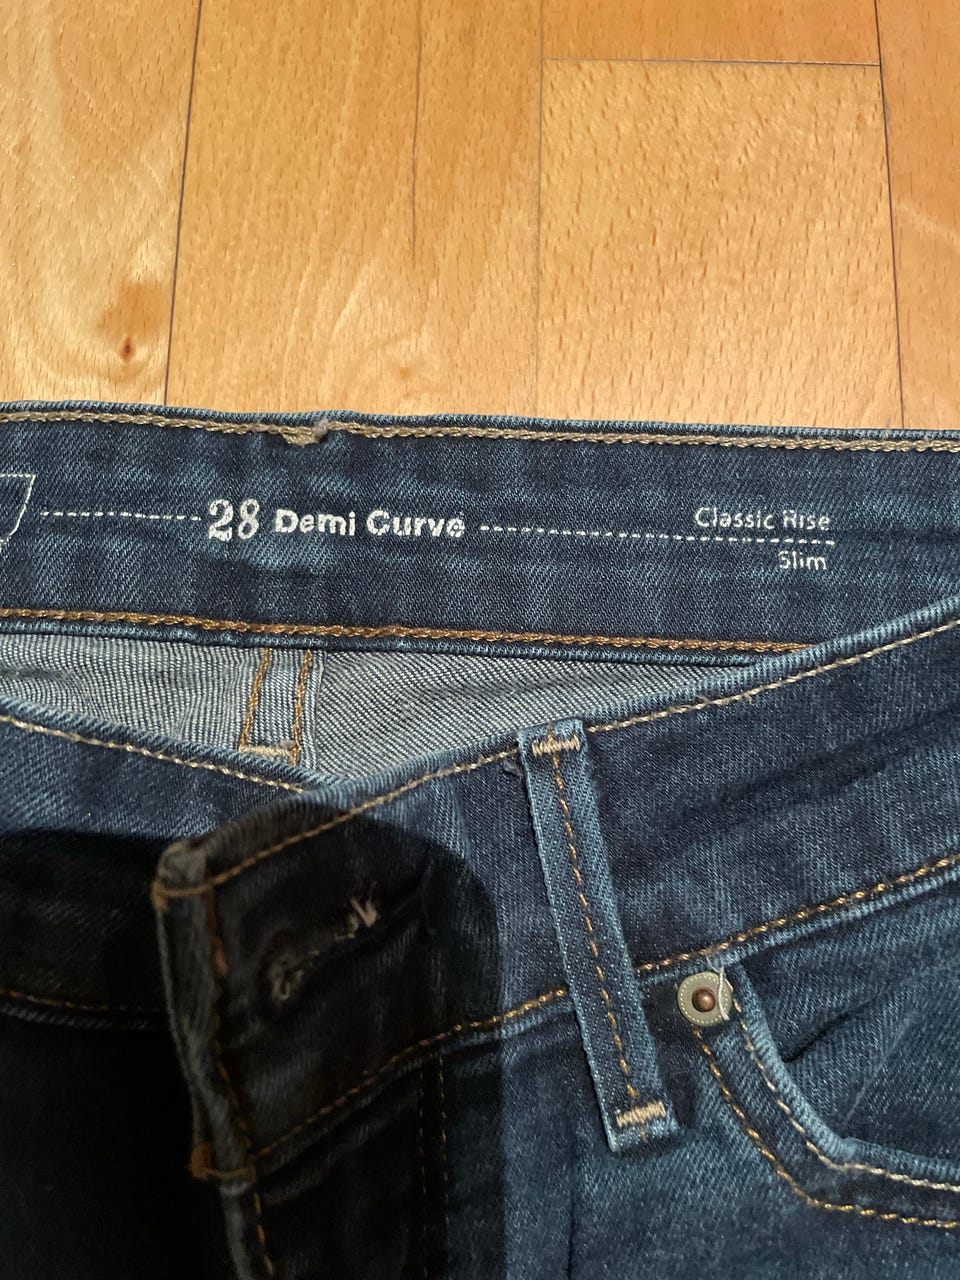 28 Demi Curve
Classic Rise
Slim